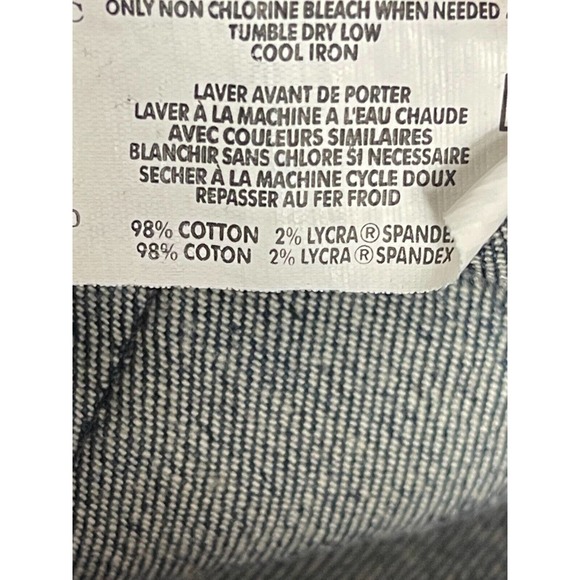 ONLY NON CHLORINE BLEACH WHEN NEEDED
TUMBLE DRY LOW
COOL IRON
LAVER AVANT DE PORTER
LAVER À LA MACHINE A L'EAU CHAUDE
AVEC COULEURS SIMILAIRES
BLANCHIR SANS CHLORE SI NECESSAIRE
SECHER À LA MACHINE CYCLE DOUX
REPASSER AU FER FROID
98% COTTON 2% LYCRA ® SPANDE
98% COTON 2% LYCRA ® SPANDEX